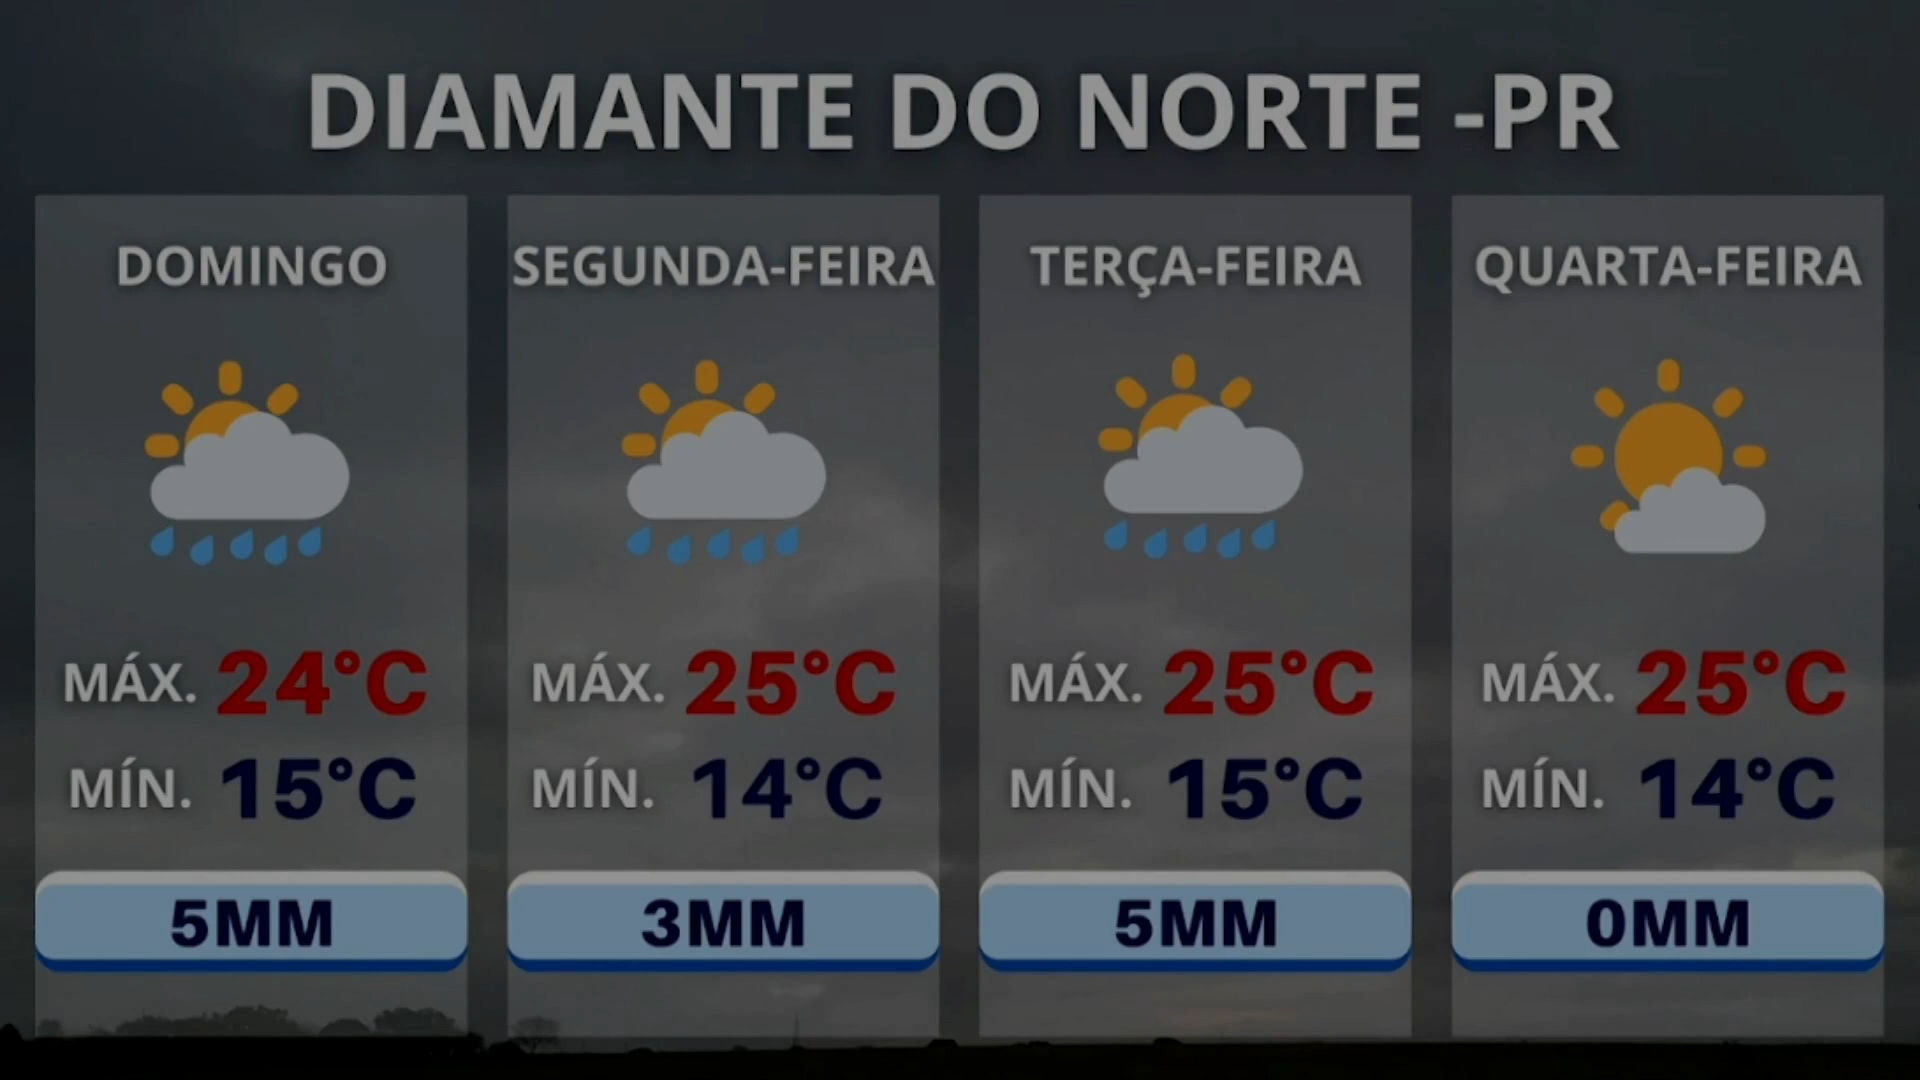 DIAMANTE DO NORTE -PR
DOMINGO
MÁX. 24°C
MÍN. 15°C
5MM
SEGUNDA-FEIRA
MÁX. 25°C
MÍN. 14°C
3MM
TERÇA-FEIRA
MÁX. 25°C
MÍN. 15°C
5MM
QUARTA-FEIRA
MÁX. 25°C
MÍN. 14°C
0MM